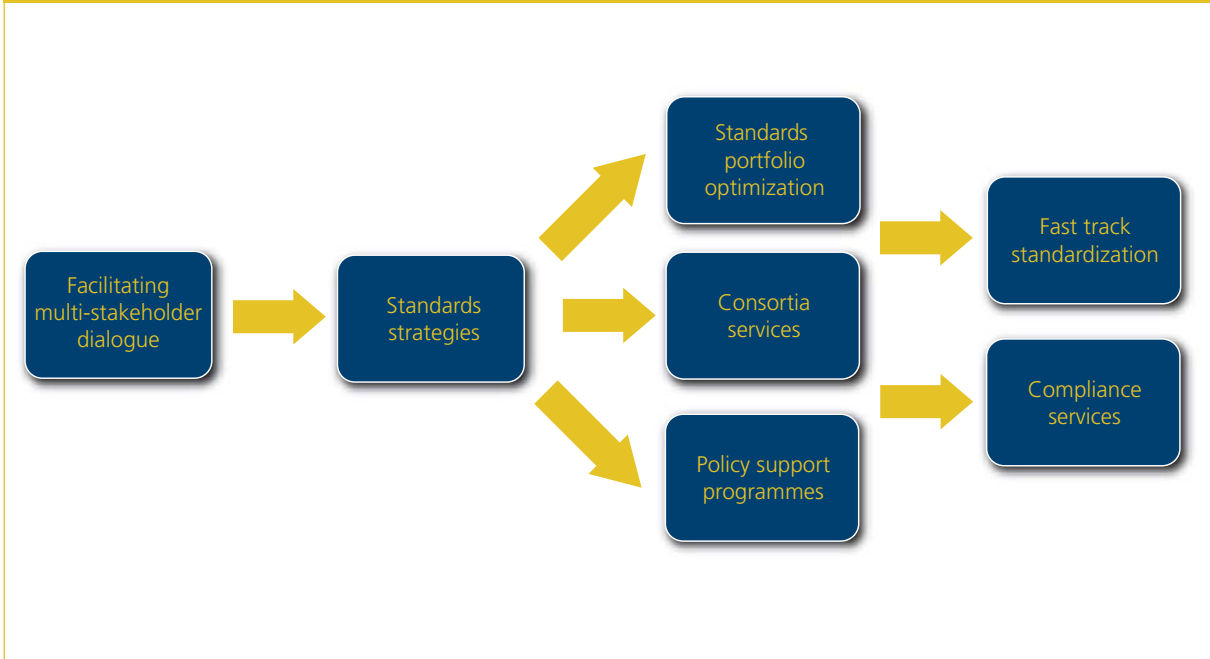 Facilitating
multi-stakeholder
dialogue
Standards
strategies
Standards
portfolio
optimization
Consortia
services
Policy support
programmes
Fast track
standardization
Compliance
services